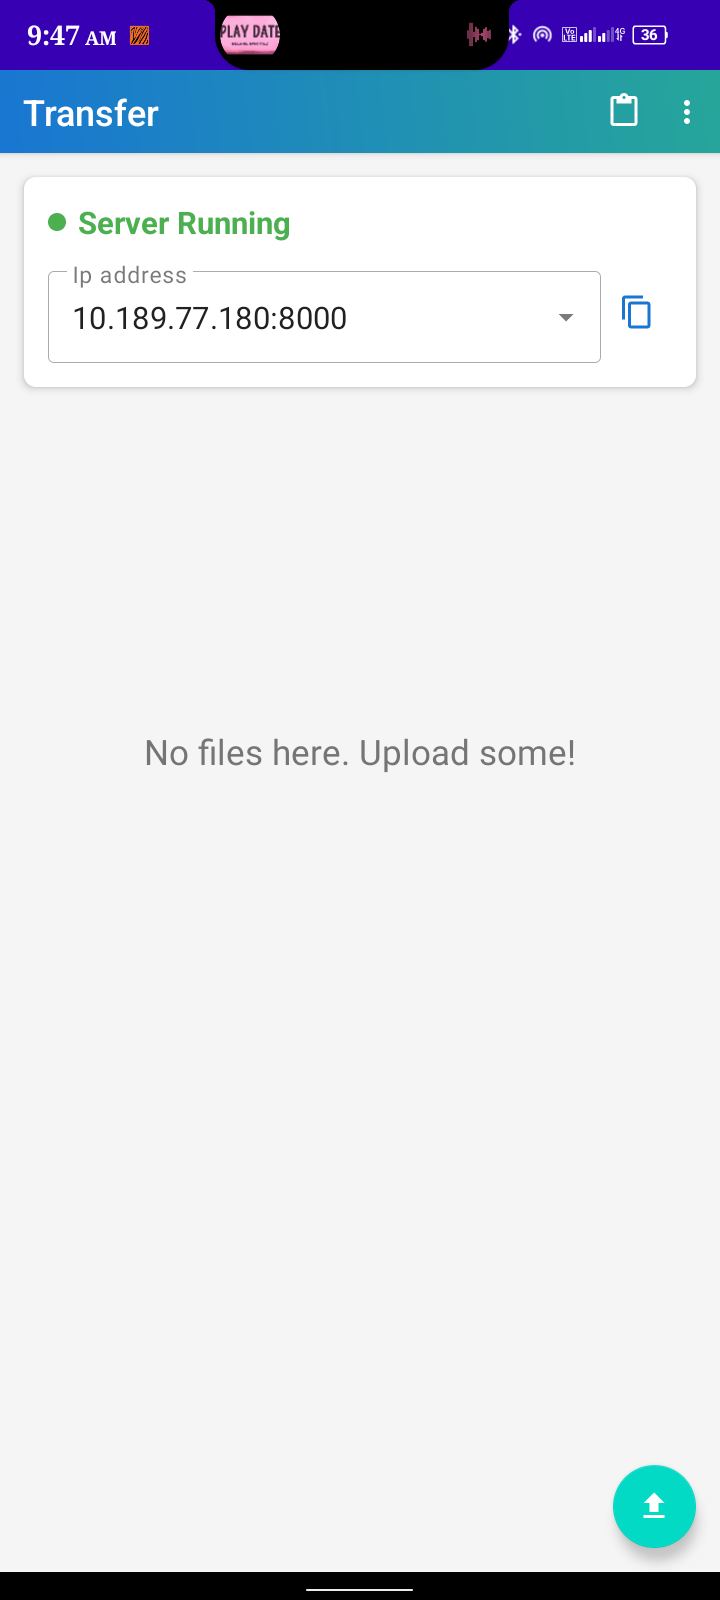 9:47 AM
PLAY DATE
Vo
LTE
4G
36
Transfer
Server Running
Ip address
10.189.77.180:8000
No files here. Upload some!